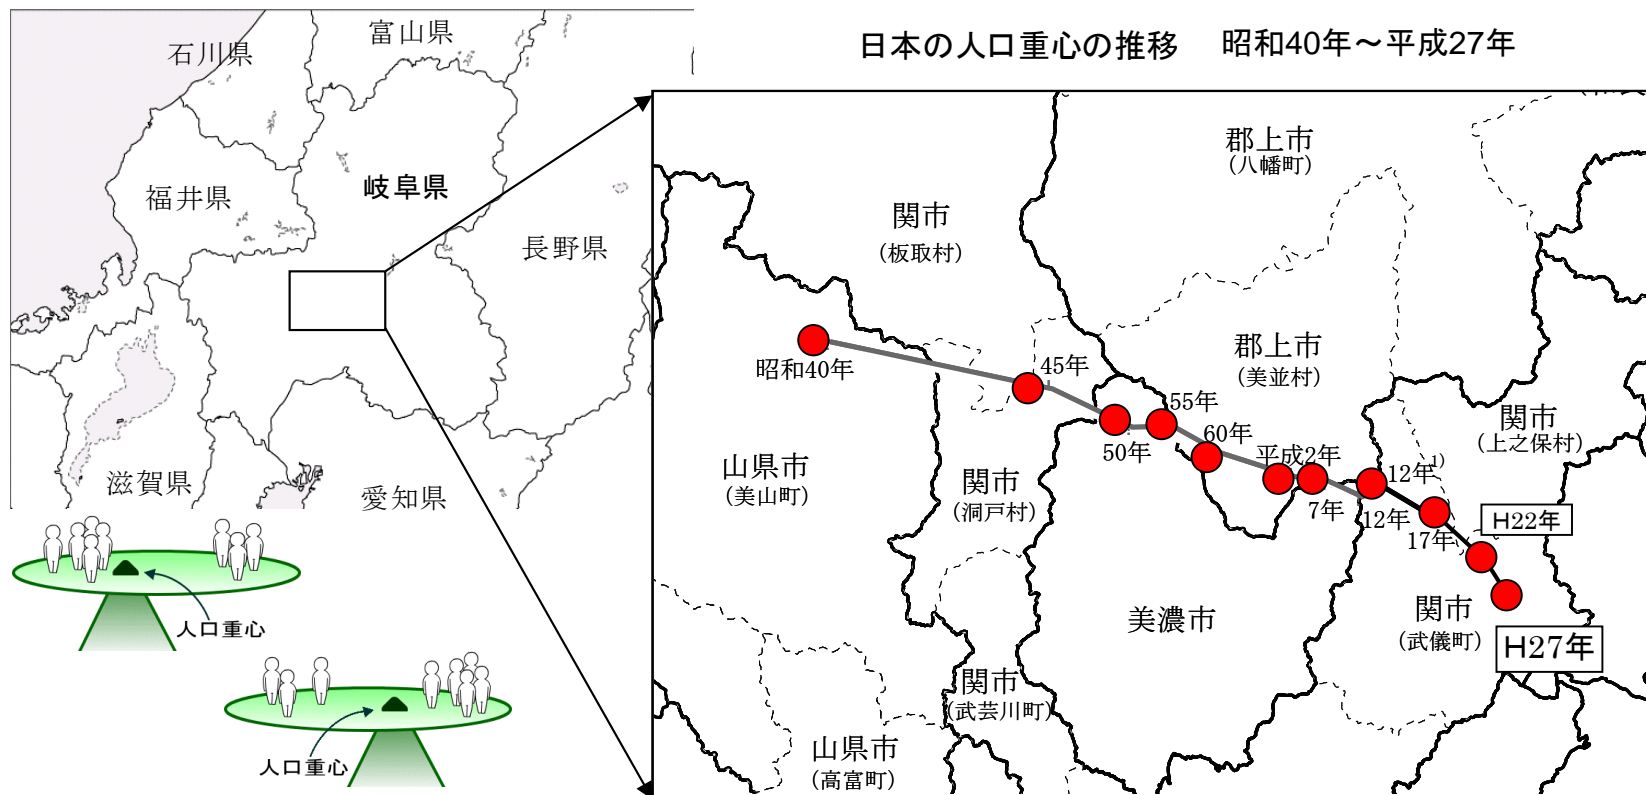 日本の人口重心の推移　昭和40年～平成27年
石川県
富山県
福井県
岐阜県
長野県
滋賀県
愛知県
人口重心
人口重心
郡上市
（八幡町）
関市
（板取村）
昭和40年
45年
郡上市
（美並村）
55年
50年
60年
関市
（上之保村）
平成2年
12年1)
山県市
（美山町）
関市
（洞戸村）
7年
12年
17年
H22年
美濃市
関市
（武儀町）
H27年
関市
（武芸川町）
山県市
（高富町）